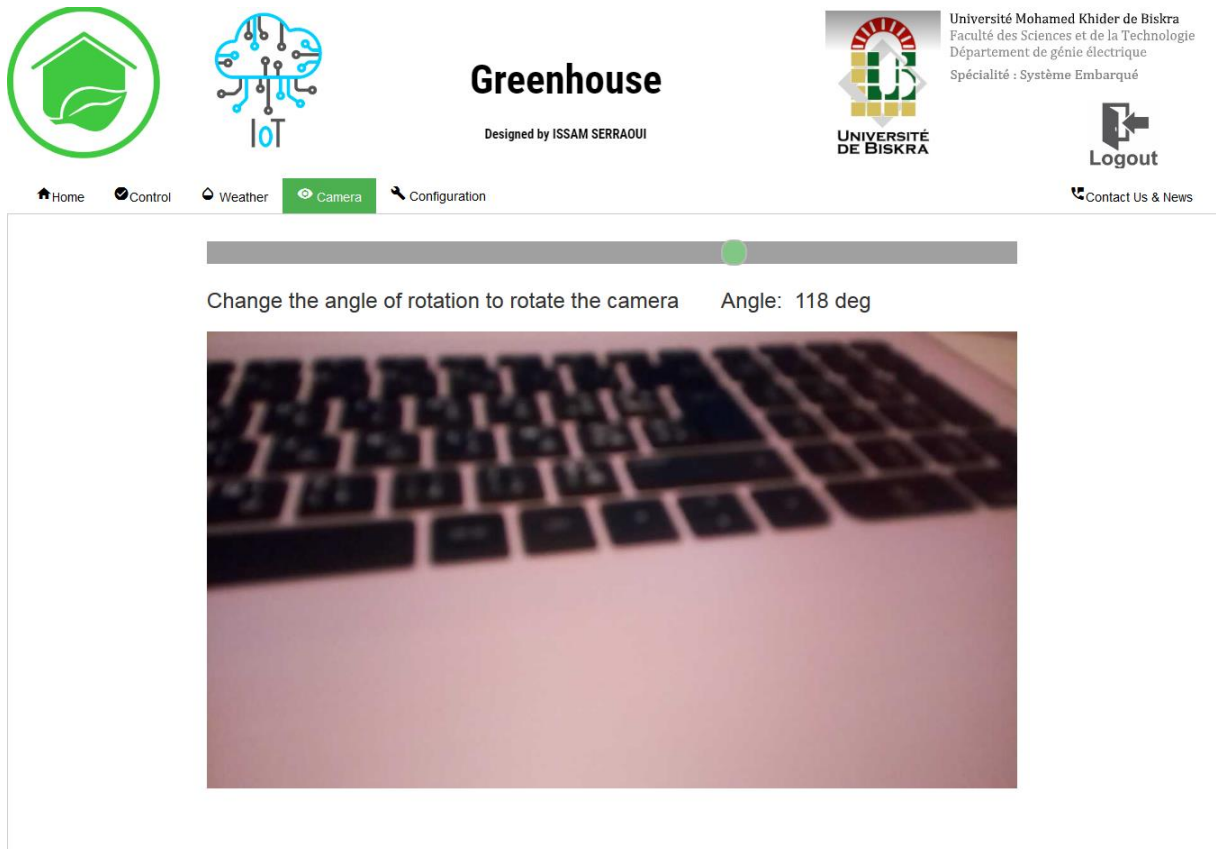 Université Mohamed Khider de Biskra
Faculté des Sciences et de la Technologie
Département de génie électrique
Spécialité : Système Embarqué
Greenhouse
Designed by ISSAM SERRAOUI
IoT
UNIVERSITÉ
DE BISKRA
Logout
Home Control Weather Camera Configuration Contact Us & News
Change the angle of rotation to rotate the camera Angle: 118 deg